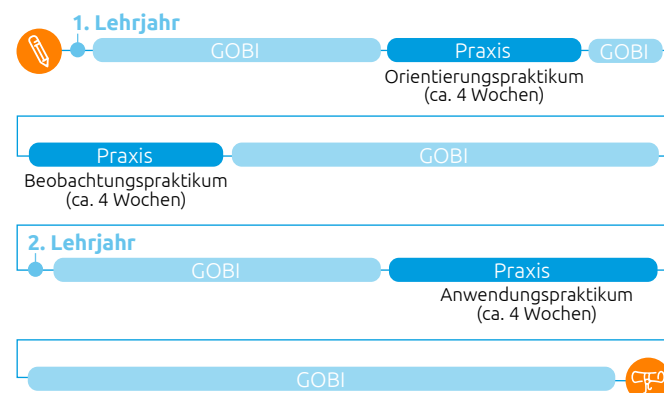 1. Lehrjahr
GOBI Praxis GOBI
Orientierungspraktikum
(ca. 4 Wochen)
Praxis GOBI
Beobachtungspraktikum
(ca. 4 Wochen)
2. Lehrjahr
GOBI Praxis
Anwendungspraktikum
(ca. 4 Wochen)
GOBI